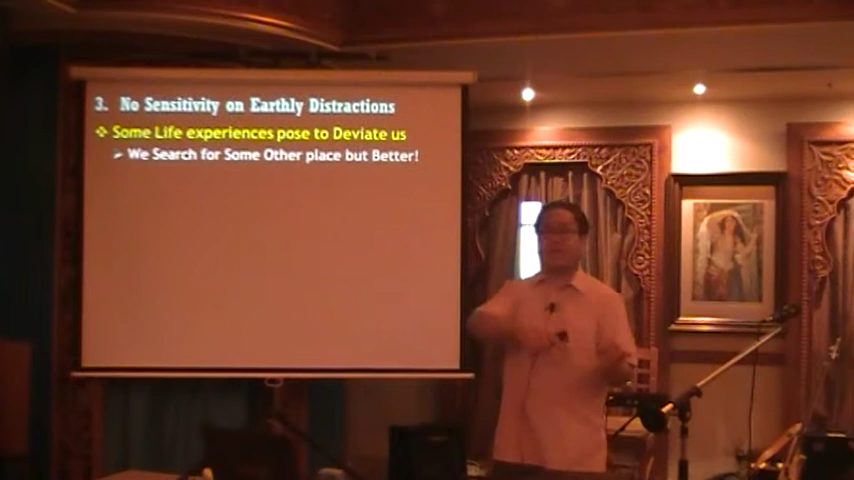 3. No Sensitivity on Earthly Distractions
Some Life experiences pose to Deviate us
We Search for Some Other place but Better!